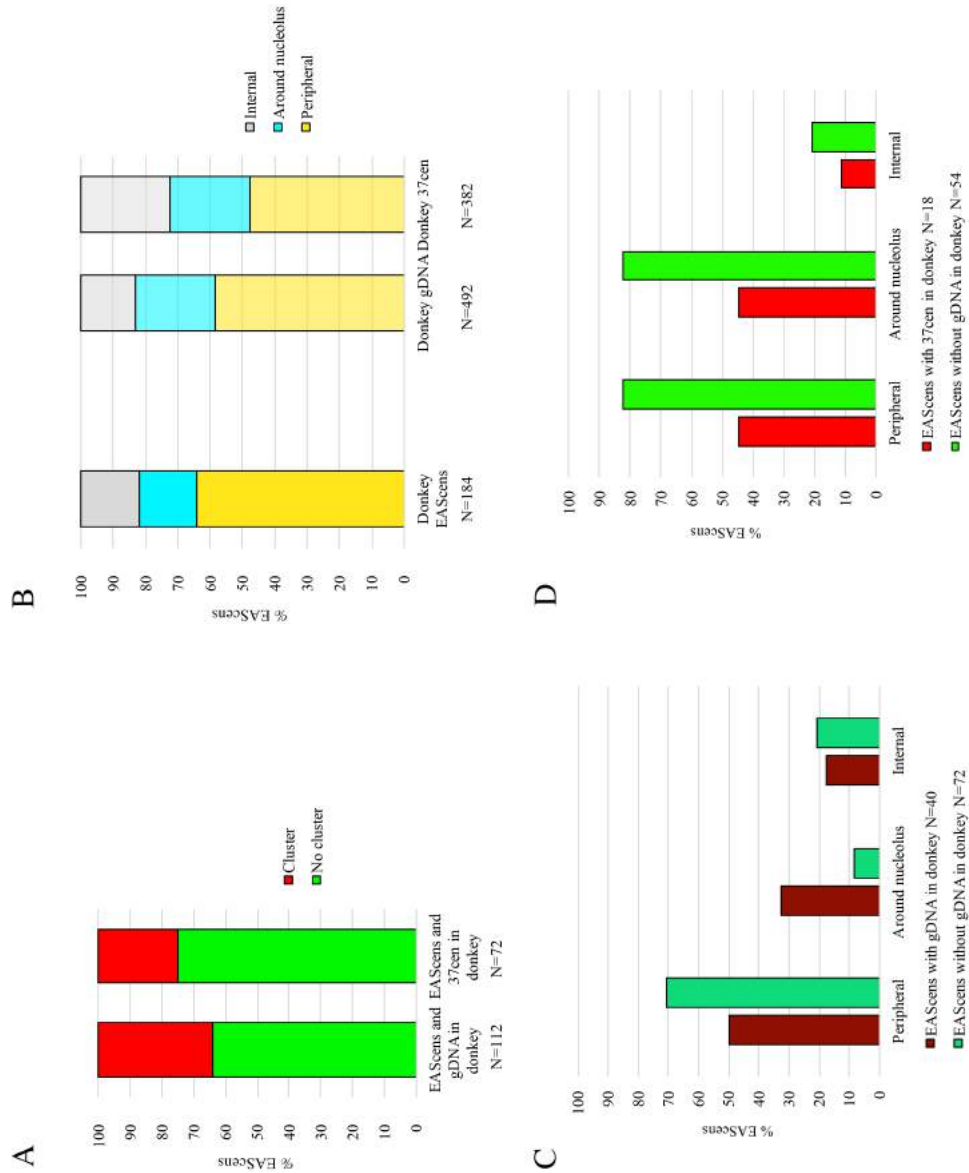 A
100
90
80
70
60
50
40
30
20
10
0
% EAScens
EAScens and
gDNA in
donkey
N=112
EAScens and
37cen in
donkey
N=72
Cluster
No cluster
B
100
90
80
70
60
50
40
30
20
10
0
% EAScens
Donkey
EAScens
N=184
Donkey gDNA
N=492
Donkey 37cen
N=382
Internal
Around nucleolus
Peripheral
C
100
90
80
70
60
50
40
30
20
10
0
% EAScens
Peripheral
Around nucleolus
Internal
EAScens with gDNA in donkey N=40
EAScens without gDNA in donkey N=72
D
100
90
80
70
60
50
40
30
20
10
0
% EAScens
Peripheral
Around nucleolus
Internal
EAScens with 37cen in donkey N=18
EAScens without gDNA in donkey N=54